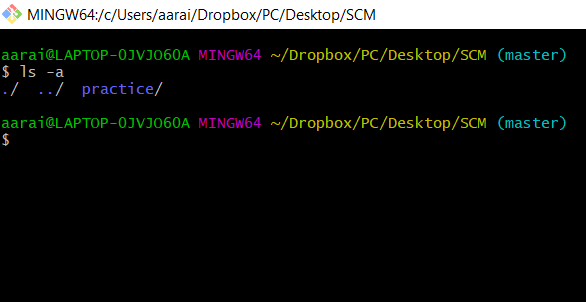 MINGW64:/c/Users/aarai/Dropbox/PC/Desktop/SCM
aarai@LAPTOP-0JVJO60A MINGW64 ~/Dropbox/PC/Desktop/SCM (master)
$ ls -a
./  ../  practice/
aarai@LAPTOP-0JVJO60A MINGW64 ~/Dropbox/PC/Desktop/SCM (master)
$